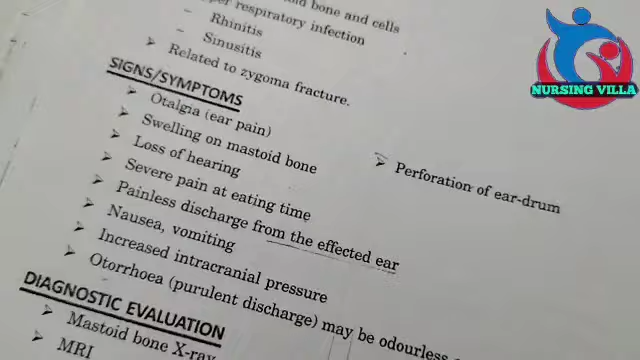 bone and cells
respiratory infection
– Rhinitis
– Sinusitis
➤ Related to zygoma fracture.
SIGNS/SYMPTOMS
➤ Otalgia (ear pain)
➤ Swelling on mastoid bone
➤ Loss of hearing
➤ Severe pain at eating time
➤ Painless discharge from the effected ear
➤ Nausea, vomiting
➤ Increased intracranial pressure
➤ Otorrhoea (purulent discharge) may be odourless
➤ Perforation of ear-drum
DIAGNOSTIC EVALUATION
➤ Mastoid bone X-ray
➤ MRI
NURSING VILLA